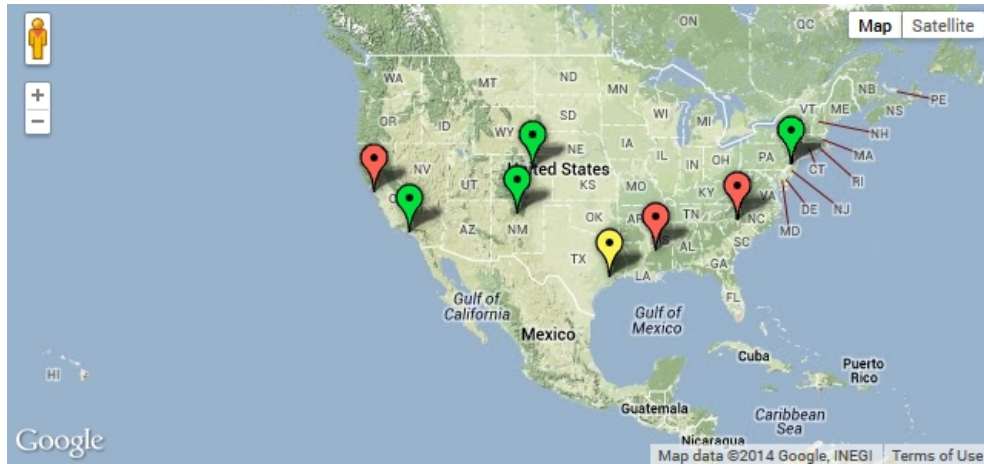 ON
QC
Map
Satellite
+
−
WA
MT
ND
MN
NB
PE
VT
ME
NS
OR
ID
SD
WI
MI
NH
WY
IA
NE
PA
MA
IL
IN
OH
CT
RI
NV
UT
United States
KS
MO
KY
VA
DE
NJ
AZ
NM
OK
AR
TN
NC
MD
TX
MS
AL
SC
LA
GA
FL
Gulf of
California
Gulf of
Mexico
Mexico
HI
Cuba
Puerto
Rico
Guatemala
Caribbean
Sea
Nicaragua
Google
Map data ©2014 Google, INEGI
Terms of Use